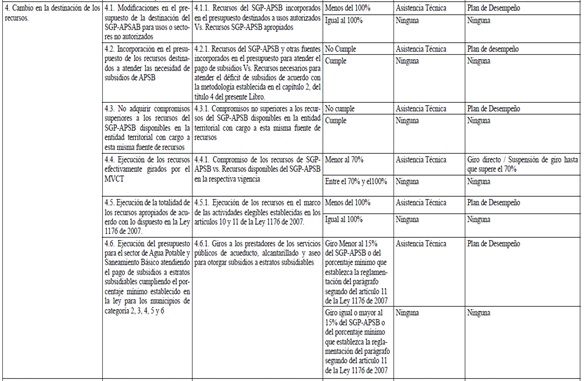 4. Cambio en la destinación de los
recursos.
4.1. Modificaciones en el pre-
supuesto de la destinación del
SGP-APSAB para usos o secto-
res no autorizados
4.1.1. Recursos del SGP-APSB incorporados
en el presupuesto destinados a usos autorizados
Vs. Recursos SGP-APSB apropiados
Menos del 100%
Asistencia Técnica
Plan de Desempeño
Igual al 100%
Ninguna
Ninguna
4.2. Incorporación en el presu-
puesto de los recursos destina-
dos a atender las necesidad de
subsidios de APSB
4.2.1. Recursos del SGP-APSB y otras fuentes
incorporados en el presupuesto para atender el
pago de subsidios Vs. Recursos necesarios para
atender el déficit de subsidios de acuerdo con
la metodología establecida en el capítulo 2, del
título 4 del presente Libro.
No Cumple
Asistencia Técnica
Plan de desempeño
Cumple
Ninguna
Ninguna
4.3. No adquirir compromisos
superiores a los recursos del
SGP-APSB disponibles en la
entidad territorial con cargo a
esta misma fuente de recursos
4.3.1. Compromisos no superiores a los recur-
sos del SGP-APSB disponibles en la entidad
territorial con cargo a esta misma fuente de
recursos
No cumple
Asistencia Técnica
Plan de Desempeño
Cumple
Ninguna
Ninguna
4.4. Ejecución de los recursos
efectivamente girados por el
MVCT
4.4.1. Compromiso de los recursos de SGP-
APSB vs. Recursos disponibles del SGP-APSB
en la respectiva vigencia
Menor al 70%
Asistencia Técnica
Giro directo / Suspensión de giro hasta
que supere el 70%
Entre el 70% y el100%
Ninguna
Ninguna
4.5. Ejecución de la totalidad de
los recursos apropiados de acu-
erdo con lo dispuesto en la Ley
1176 de 2007.
4.5.1. Ejecución de los recursos en el marco
de las actividades elegibles establecidas en los
artículos 10 y 11 de la Ley 1176 de 2007.
Menos del 100%
Asistencia Técnica
Plan de Desempeño
Igual al 100%
Ninguna
Ninguna
4.6. Ejecución del presupuesto
para el sector de Agua Potable y
Saneamiento Básico atendiendo
el pago de subsidios a estratos
subsidiables cumpliendo el por-
centaje mínimo establecido en
la ley para los municipios de
categoría 2, 3, 4, 5 y 6
4.6.1. Giros a los prestadores de los servicios
públicos de acueducto, alcantarillado y aseo
para otorgar subsidios a estratos subsidiables
Giro Menor al 15%
del SGP-APSB o del
porcentaje mínimo que
establezca la reglamen-
tación del parágrafo
segundo del artículo 11
de la Ley 1176 de 2007
Asistencia Técnica
Plan de Desempeño
Giro igual o mayor al
15% del SGP-APSB o
del porcentaje mínimo
que establezca la regla-
mentación del parágrafo
segundo del artículo 11
de la Ley 1176 de 2007
Ninguna
Ninguna